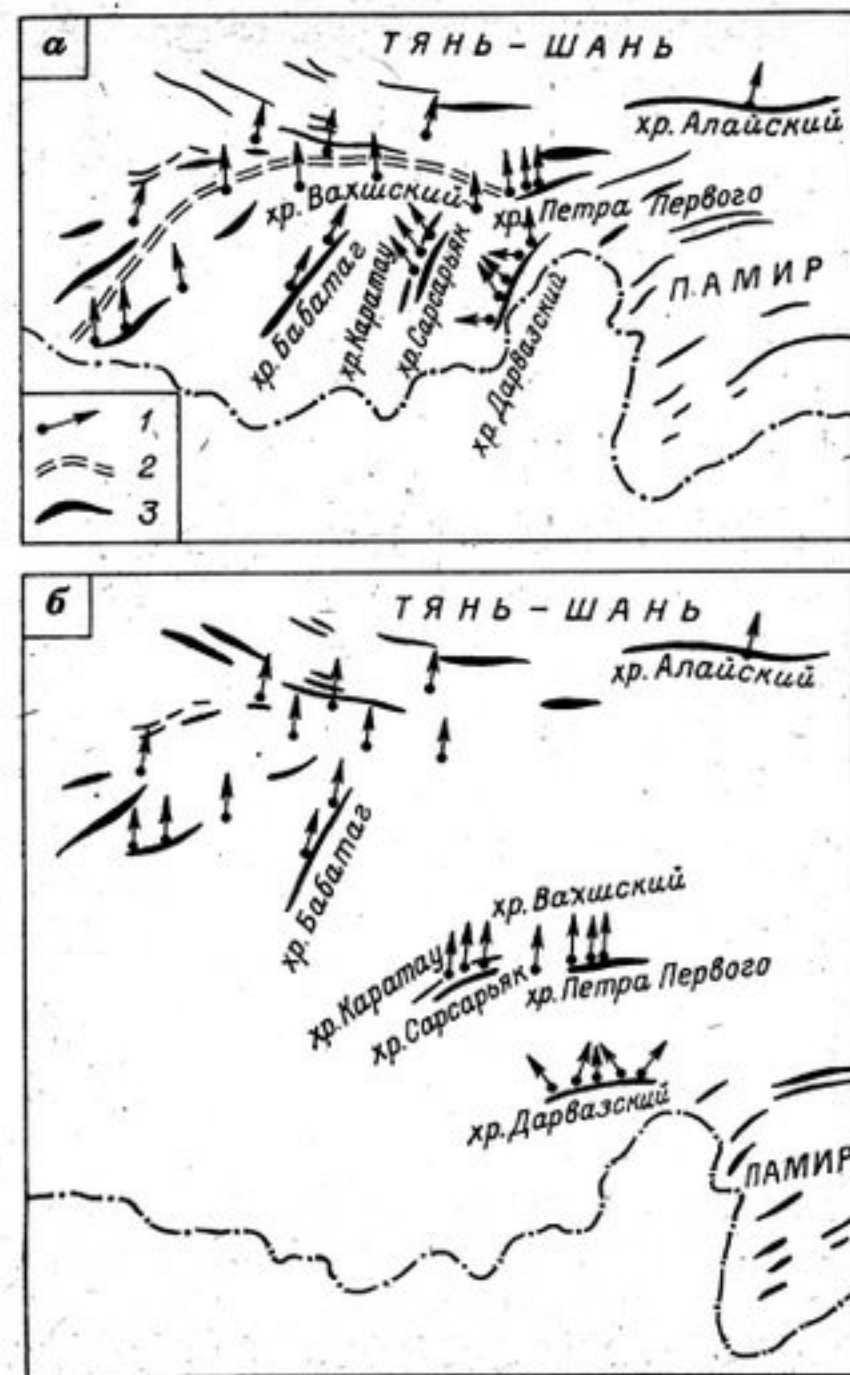 а
ТЯНЬ-ШАНЬ
хр. Алайский
хр. Вахшский
хр. Петра Первого
хр. Бабатаг
хр. Каратау
хр. Сарсарьяк
хр. Дарвазский
ПАМИР
1
2
3
б
ТЯНЬ-ШАНЬ
хр. Алайский
хр. Бабатаг
хр. Вахшский
хр. Каратау
хр. Сарсарьяк
хр. Петра Первого
хр. Дарвазский
ПАМИР